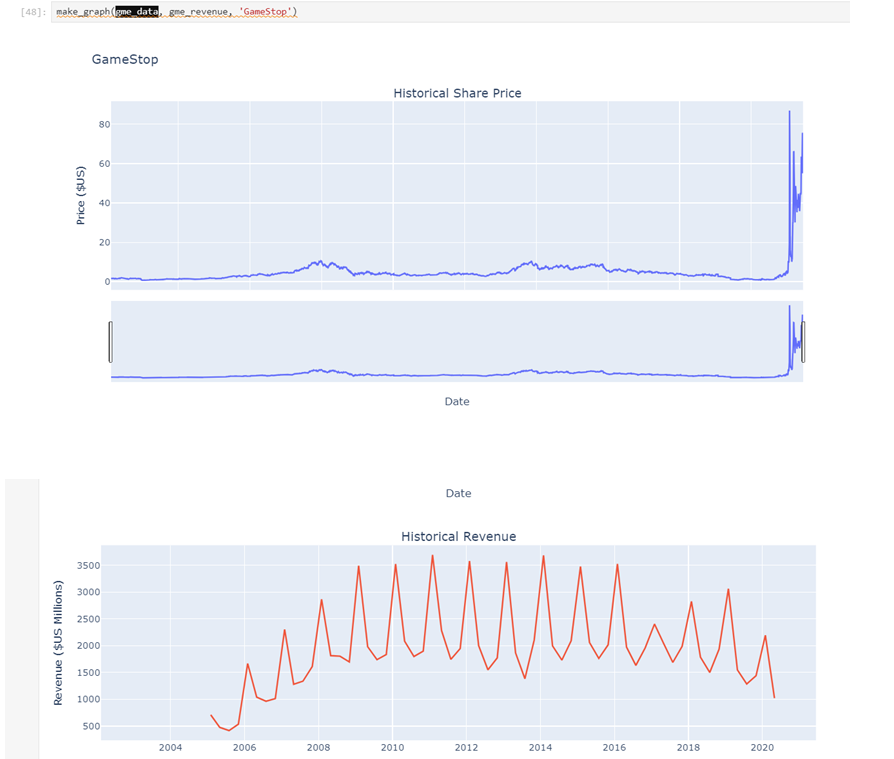 [48]: make_graph(gme_data, gme_revenue, 'GameStop')
GameStop
Historical Share Price
80
60
40
20
0
Price ($US)
Date
Date
Historical Revenue
3500
3000
2500
2000
1500
1000
500
Revenue ($US Millions)
2004 2006 2008 2010 2012 2014 2016 2018 2020